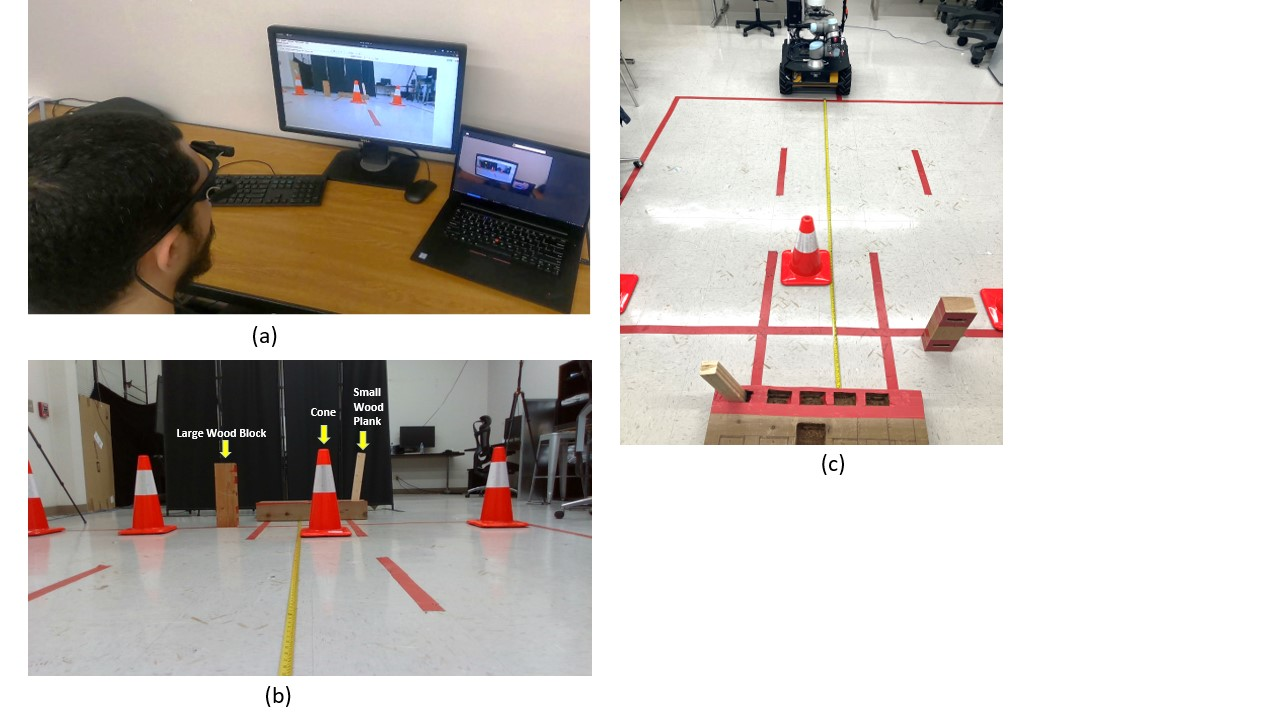 (a)
Large Wood Block
Cone
Small
Wood
Plank
(b)
(c)